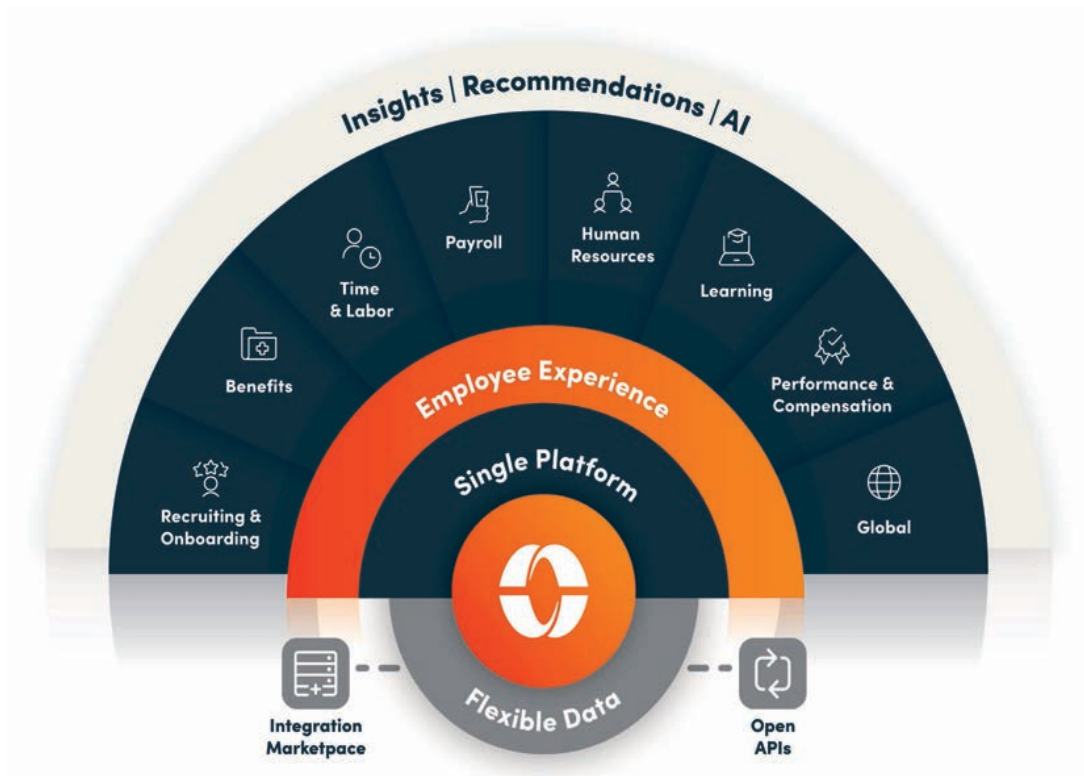 Insights | Recommendations | AI
Payroll
Human
Resources
Time
& Labor
Learning
Benefits
Performance &
Compensation
Recruiting &
Onboarding
Global
Employee Experience
Single Platform
Flexible Data
Integration
Marketpace
Open
APIs